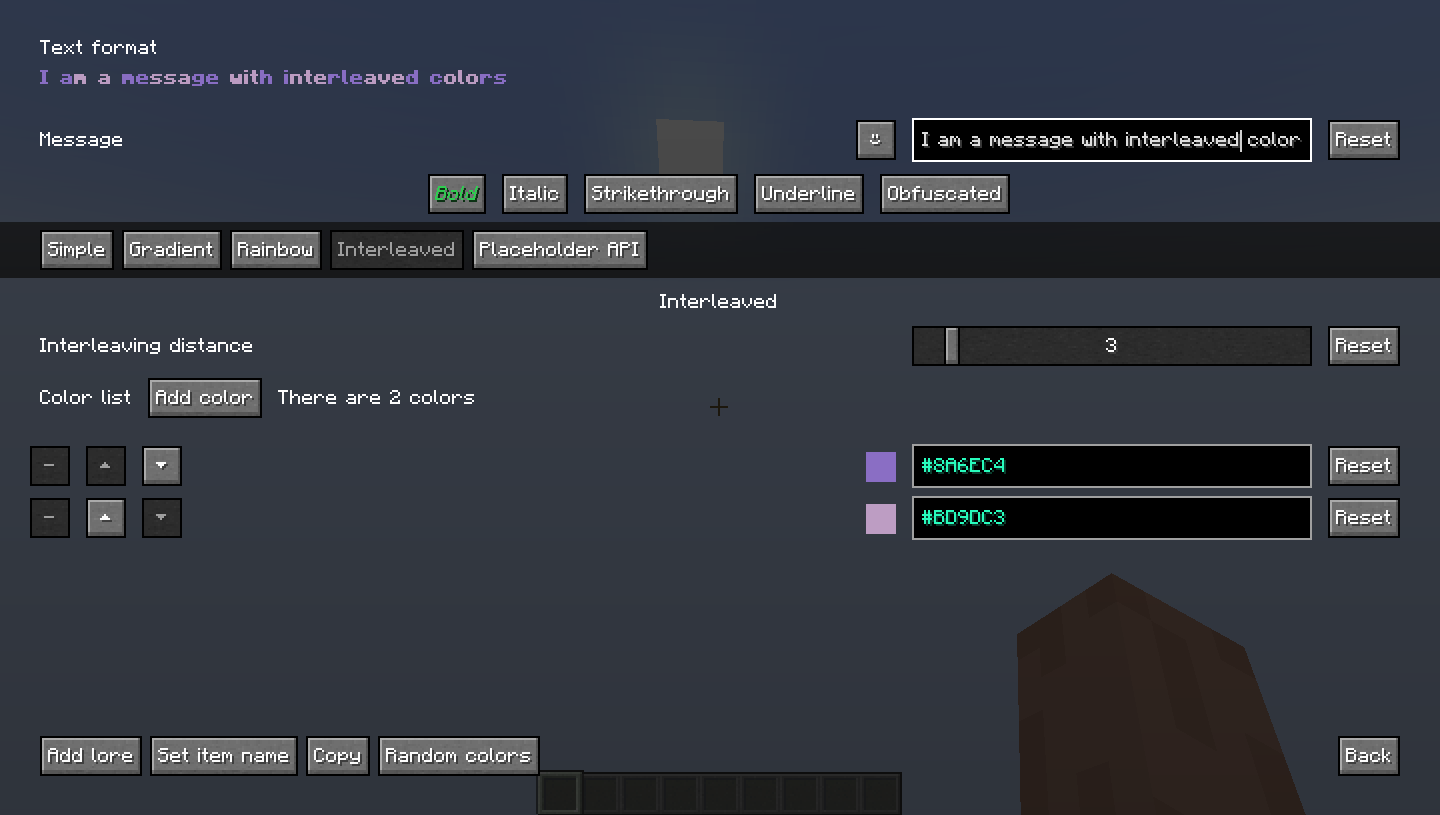 Text format
I am a message with interleaved colors
Message
I am a message with interleaved color
Reset
Bold Italic Strikethrough Underline Obfuscated
Simple Gradient Rainbow Interleaved Placeholder API
Interleaved
Interleaving distance 3 Reset
Color list Add color There are 2 colors
#8A6EC4 Reset
#BD9DC3 Reset
Add lore Set item name Copy Random colors Back